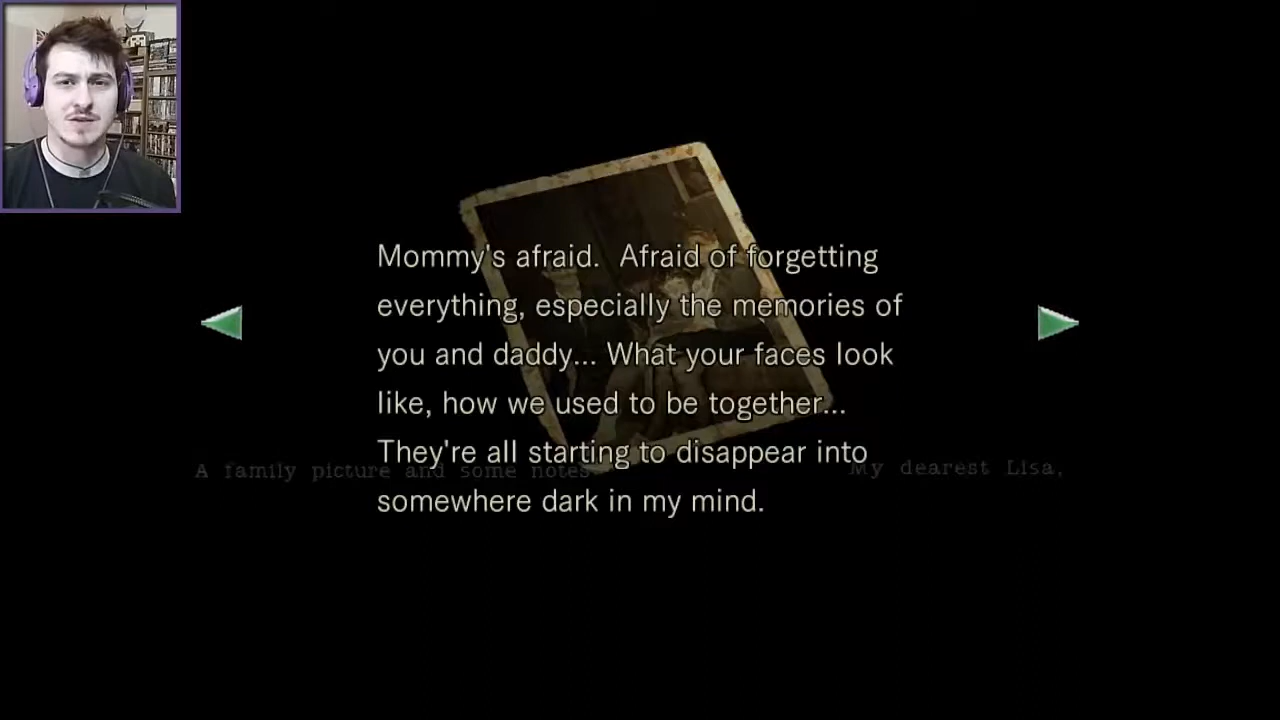 Mommy's afraid.  Afraid of forgetting
everything, especially the memories of
you and daddy... What your faces look
like, how we used to be together...
They're all starting to disappear into
somewhere dark in my mind.
A family picture and some notes.
My dearest Lisa,